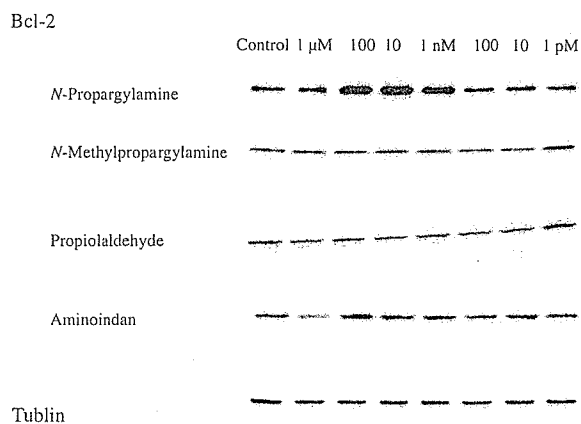 Bcl-2
Control 1 µM 100 10 1 nM 100 10 1 pM
N-Propargylamine
N-Methylpropargylamine
Propiolaldehyde
Aminoindan
Tublin